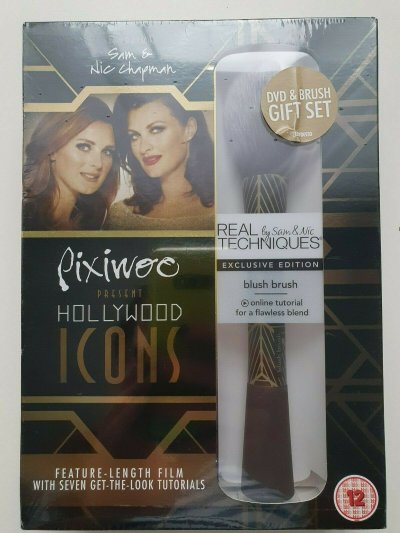 Sam &
Nic Chapman
DVD & BRUSH
GIFT SET
REAL by Sam & Nic
TECHNIQUES
EXCLUSIVE EDITION
blush brush
online tutorial
for a flawless blend
pixiwoo
PRESENT
HOLLYWOOD
ICONS
FEATURE-LENGTH FILM
WITH SEVEN GET-THE-LOOK TUTORIALS
12